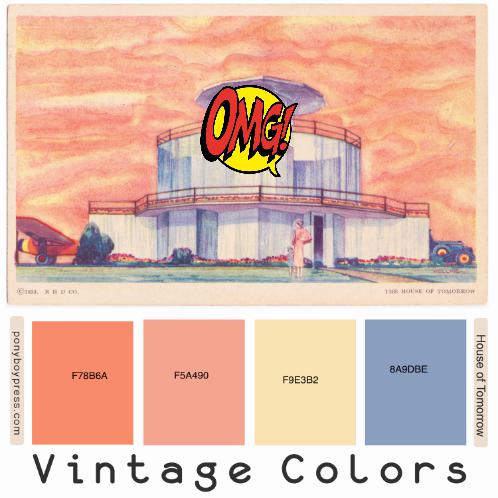 OMG!
©1933. R H D CO.
THE HOUSE OF TOMORROW
ponyboypress.com
F78B6A
F5A490
F9E3B2
8A9DBE
House of Tomorrow
Vintage Colors